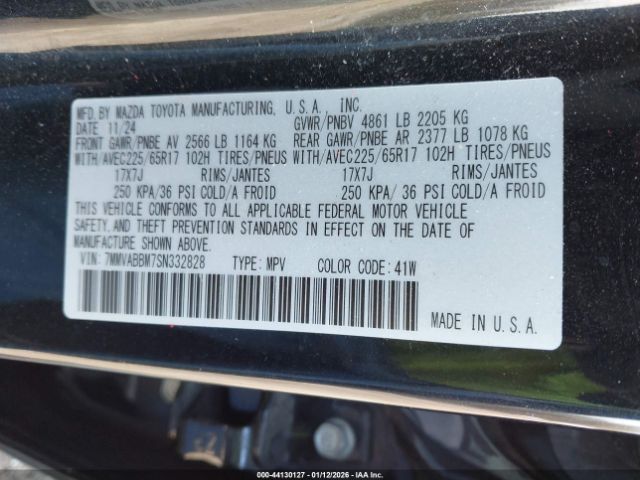 MFD. BY MAZDA TOYOTA MANUFACTURING, U.S.A., INC.
DATE 11/24 GVWR/PNBV 4861 LB 2205 KG
FRONT GAWR/PNBE AV 2566 LB 1164 KG REAR GAWR/PNBE AR 2377 LB 1078 KG
WITH/AVEC225/65R17 102H TIRES/PNEUS WITH/AVEC225/65R17 102H TIRES/PNEUS
17X7J RIMS/JANTES 17X7J RIMS/JANTES
250 KPA/36 PSI COLD/A FROID 250 KPA/36 PSI COLD/A FROID
THIS VEHICLE CONFORMS TO ALL APPLICABLE FEDERAL MOTOR VEHICLE
SAFETY, AND THEFT PREVENTION STANDARDS IN EFFECT ON THE DATE OF
MANUFACTURE SHOWN ABOVE.
VIN: 7MMVABBM7SN332828 TYPE: MPV COLOR CODE: 41W
MADE IN U.S.A.
000-44130127 - 01/12/2026 - IAA Inc.